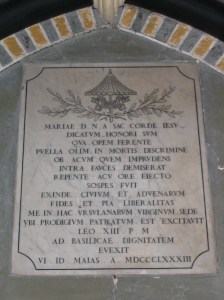 MARIAE D N A SAC CORDE IESV
DICATVM HONORI SVM
QVA OPEM FERENTE
PVELLA OLIM IN MORTIS DISCRIMINE
OB ACVM QVEM IMPRVDENS
INTRA FAVCES DEMISERAT
REPENTE ACV ORE EIECTO
SOSPES FVIT
EXINDE CIVIVM ET ADVENARVM
FIDES ET PIA LIBERALITAS
ME IN HAC VRSVLANARVM VIRGINVM SEDE
VBI PRODIGIVM PATRATVM EST EXCITAVIT
LEO XIII P M
AD BASILICAE DIGNITATEM
EVEXIT
VI ID MAIAS A MDCCCLXXXIII